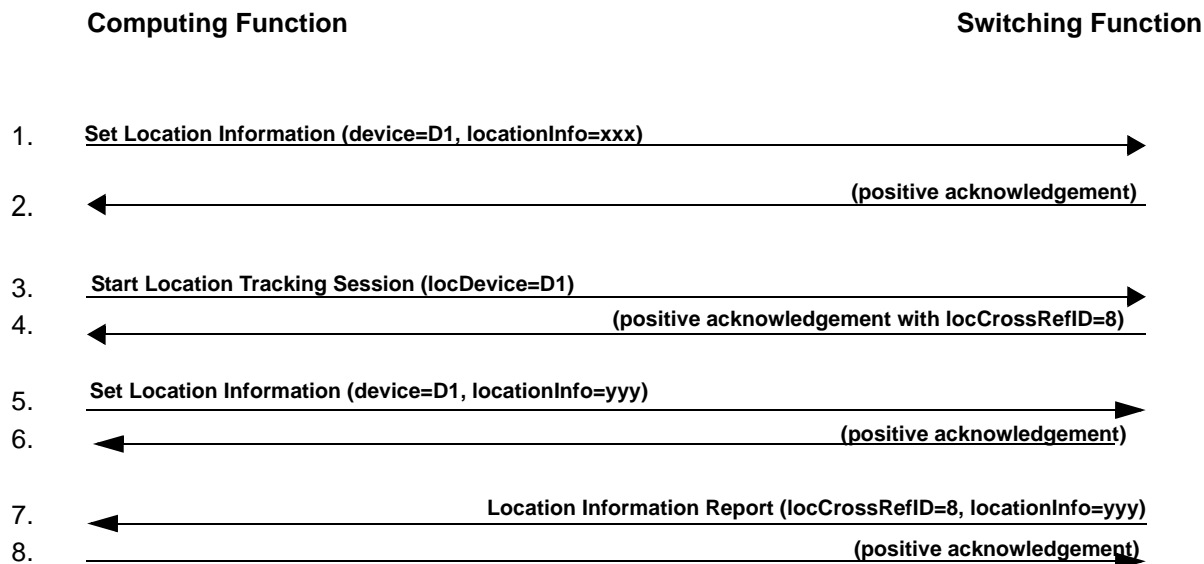 Computing Function Switching Function
1. Set Location Information (device=D1, locationInfo=xxx)
2. (positive acknowledgement)
3. Start Location Tracking Session (locDevice=D1)
4. (positive acknowledgement with locCrossRefID=8)
5. Set Location Information (device=D1, locationInfo=yyy)
6. (positive acknowledgement)
7. Location Information Report (locCrossRefID=8, locationInfo=yyy)
8. (positive acknowledgement)